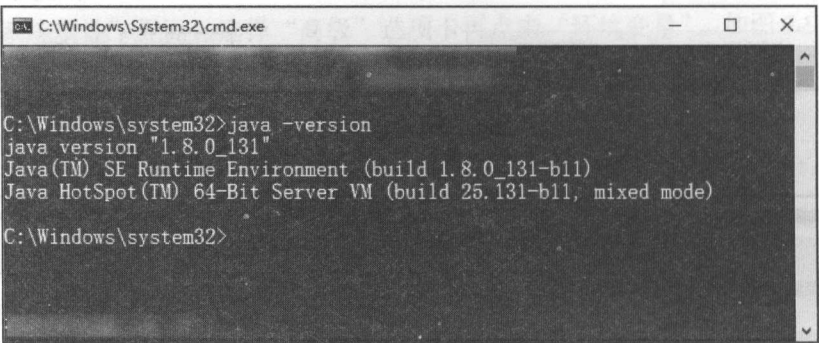 C:\Windows\System32\cmd.exe
C:\Windows\system32>java -version
java version "1.8.0_131"
Java(TM) SE Runtime Environment (build 1.8.0_131-b11)
Java HotSpot(TM) 64-Bit Server VM (build 25.131-b11, mixed mode)
C:\Windows\system32>